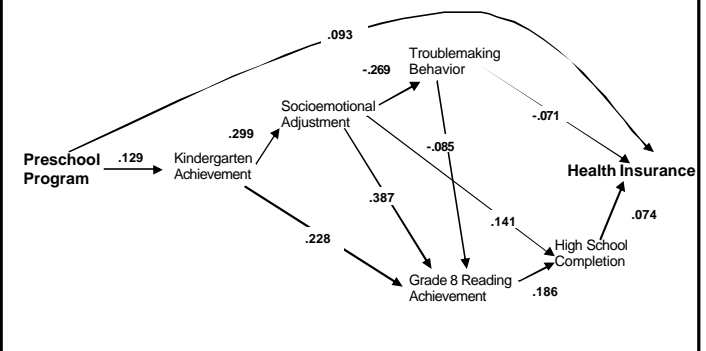 .093
Troublemaking
Behavior
-.269
Socioemotional
Adjustment
-.071
.299
-.085
Preschool
Program
.129
Kindergarten
Achievement
Health Insurance
.387
.141
.074
.228
High School
Completion
Grade 8 Reading
Achievement
.186